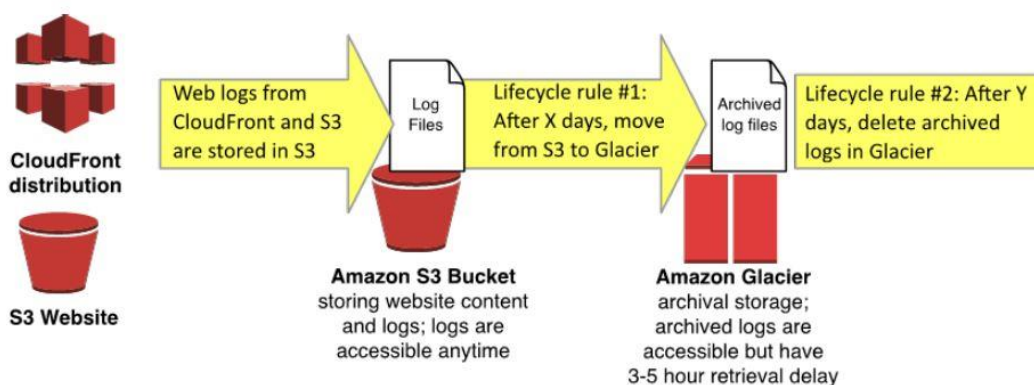 CloudFront
distribution
S3 Website
Web logs from
CloudFront and S3
are stored in S3
Log
Files
Amazon S3 Bucket
storing website content
and logs; logs are
accessible anytime
Lifecycle rule #1:
After X days, move
from S3 to Glacier
Archived
log files
Amazon Glacier
archival storage;
archived logs are
accessible but have
3-5 hour retrieval delay
Lifecycle rule #2: After Y
days, delete archived
logs in Glacier